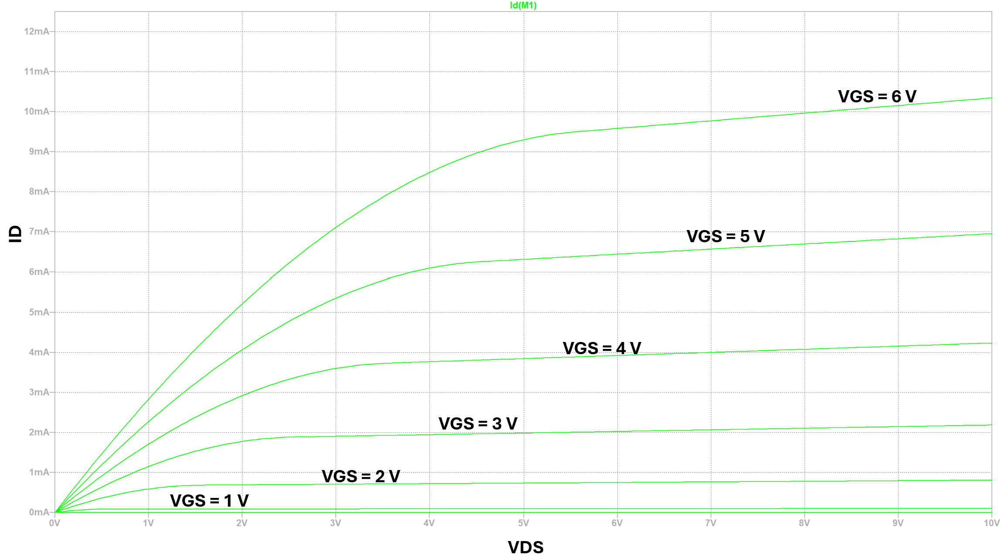 Id(M1)
12mA
11mA
10mA
9mA
8mA
7mA
6mA
5mA
4mA
3mA
2mA
1mA
0mA
ID
VGS = 6 V
VGS = 5 V
VGS = 4 V
VGS = 3 V
VGS = 2 V
VGS = 1 V
0V 1V 2V 3V 4V 5V 6V 7V 8V 9V 10V
VDS